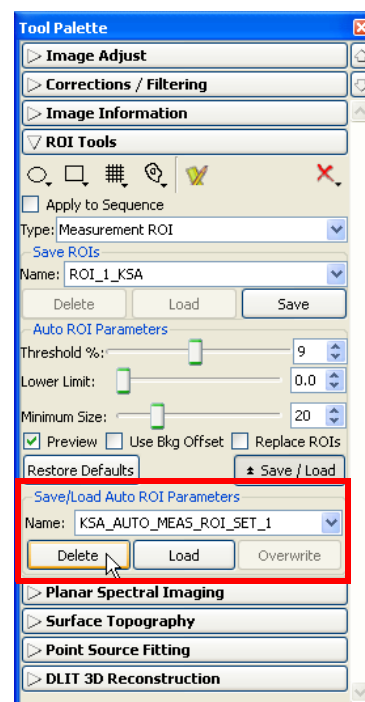 Tool Palette
Image Adjust
Corrections / Filtering
Image Information
ROI Tools
Apply to Sequence
Type: Measurement ROI
Save ROIs
Name: ROI_1_KSA
Delete Load Save
Auto ROI Parameters
Threshold %: 9
Lower Limit: 0.0
Minimum Size: 20
Preview Use Bkg Offset Replace ROIs
Restore Defaults Save / Load
Save/Load Auto ROI Parameters
Name: KSA_AUTO_MEAS_ROI_SET_1
Delete Load Overwrite
Planar Spectral Imaging
Surface Topography
Point Source Fitting
DLIT 3D Reconstruction